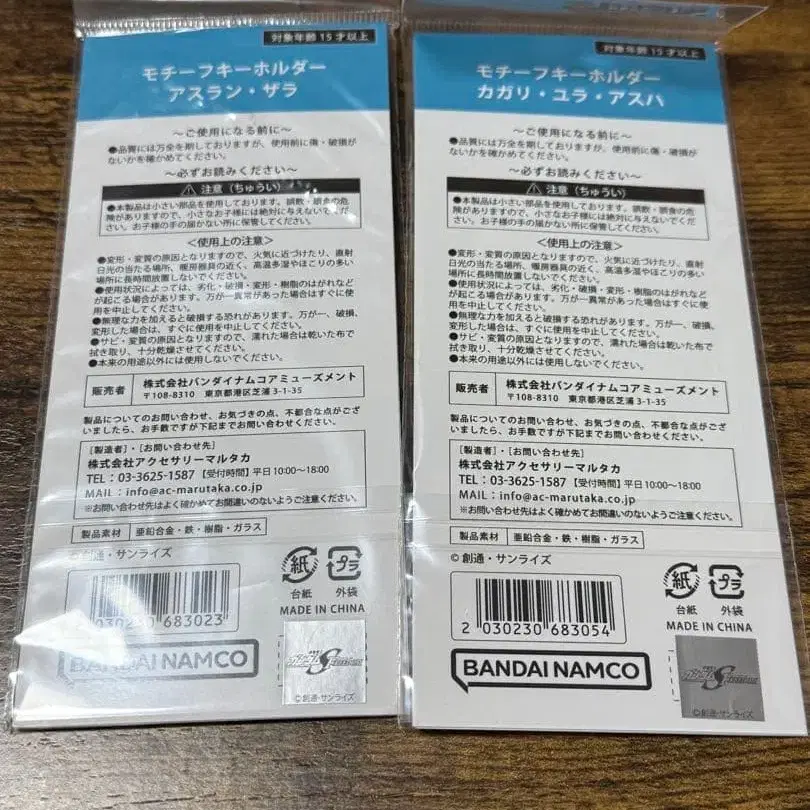 対象年齢15才以上
モチーフキーホルダー
アスラン・ザラ
～ご使用になる前に～
●品質には万全を期しておりますが、使用前に傷・破損が
ないかを確かめてください。
～必ずお読みください～
注意（ちゅうい）
●本製品は小さい部品を使用しております。誤飲・誤食の危
険がありますので、小さなお子様には絶対に与えないでくだ
さい。お子様の手の届かない所に保管してください。
＜使用上の注意＞
●変形・変質の原因となりますので、火気に近づけたり、直射
日光の当たる場所、暖房器具の近く、高温多湿やほこりの多い
場所に長時間放置しないでください。
●使用状況によっては、劣化・破損・変形・樹脂のはがれなど
が起こる場合があります。万が一異常があった場合はすぐに使
用を中止してください。
●無理な力を加えると破損する恐れがあります。万が一、破損、
変形した場合は、すぐに使用を中止してください。
●サビ・変質の原因となりますので、濡れた場合は乾いた布で
拭き取り、十分乾燥させてください。
●本来の用途以外には使用しないでください。
販売者 株式会社バンダイナムコアミューズメント
〒108-8310 東京都港区芝浦3-1-35
製品についてのお問い合わせ、お気づきの点、不都合な点がござ
いましたら、お手数ですが下記までお問い合わせください。
［製造者］・［お問い合わせ先］
株式会社アクセサリーマルタカ
TEL：03-3625-1587【受付時間】平日10:00～18:00
MAIL：info@ac-marutaka.co.jp
※お問い合わせ先はよく確かめてお間違いのないようご注意ください。
製品素材 亜鉛合金・鉄・樹脂・ガラス
©創通・サンライズ
紙 プラ
台紙 外袋
MADE IN CHINA
2 030230 683023
BANDAI NAMCO
©創通・サンライズ
対象年齢15才以上
モチーフキーホルダー
カガリ・ユラ・アスハ
～ご使用になる前に～
●品質には万全を期しておりますが、使用前に傷・破損が
ないかを確かめてください。
～必ずお読みください～
注意（ちゅうい）
●本製品は小さい部品を使用しております。誤飲・誤食の危
険がありますので、小さなお子様には絶対に与えないでくだ
さい。お子様の手の届かない所に保管してください。
＜使用上の注意＞
●変形・変質の原因となりますので、火気に近づけたり、直射
日光の当たる場所、暖房器具の近く、高温多湿やほこりの多い
場所に長時間放置しないでください。
●使用状況によっては、劣化・破損・変形・樹脂のはがれなど
が起こる場合があります。万が一異常があった場合はすぐに使
用を中止してください。
●無理な力を加えると破損する恐れがあります。万が一、破損、
変形した場合は、すぐに使用を中止してください。
●サビ・変質の原因となりますので、濡れた場合は乾いた布で
拭き取り、十分乾燥させてください。
●本来の用途以外には使用しないでください。
販売者 株式会社バンダイナムコアミューズメント
〒108-8310 東京都港区芝浦3-1-35
製品についてのお問い合わせ、お気づきの点、不都合な点がござ
いましたら、お手数ですが下記までお問い合わせください。
［製造者］・［お問い合わせ先］
株式会社アクセサリーマルタカ
TEL：03-3625-1587【受付時間】平日10:00～18:00
MAIL：info@ac-marutaka.co.jp
※お問い合わせ先はよく確かめてお間違いのないようご注意ください。
製品素材 亜鉛合金・鉄・樹脂・ガラス
©創通・サンライズ
紙 プラ
台紙 外袋
MADE IN CHINA
2 030230 683054
BANDAI NAMCO
©創通・サンライズ